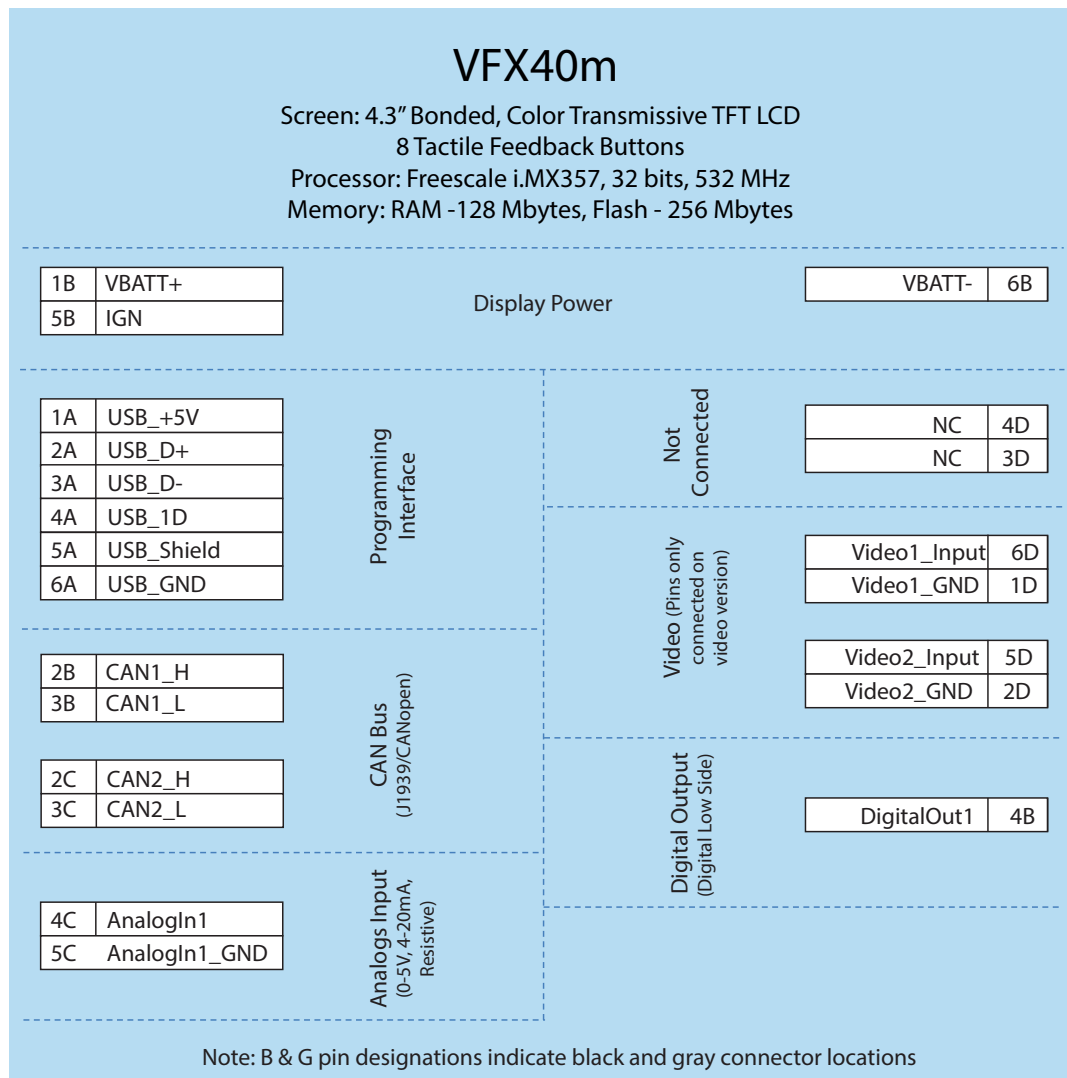 VFX40m
Screen: 4.3” Bonded, Color Transmissive TFT LCD
8 Tactile Feedback Buttons
Processor: Freescale i.MX357, 32 bits, 532 MHz
Memory: RAM -128 Mbytes, Flash - 256 Mbytes
1B VBATT+
5B IGN
Display Power
VBATT- 6B
1A USB_+5V
2A USB_D+
3A USB_D-
4A USB_1D
5A USB_Shield
6A USB_GND
Programming
Interface
Not
Connected
NC 4D
NC 3D
Video (Pins only
connected on
video version)
Video1_Input 6D
Video1_GND 1D
Video2_Input 5D
Video2_GND 2D
2B CAN1_H
3B CAN1_L
2C CAN2_H
3C CAN2_L
CAN Bus
(J1939/CANopen)
Digital Output
(Digital Low Side)
DigitalOut1 4B
4C AnalogIn1
5C AnalogIn1_GND
Analogs Input
(0-5V, 4-20mA,
Resistive)
Note: B & G pin designations indicate black and gray connector locations